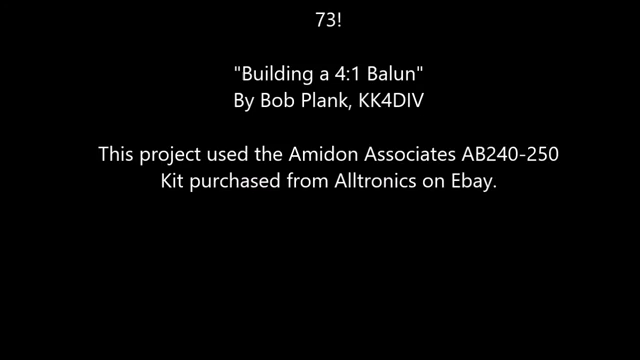 73!
"Building a 4:1 Balun"
By Bob Plank, KK4DIV
This project used the Amidon Associates AB240-250
Kit purchased from Alltronics on Ebay.